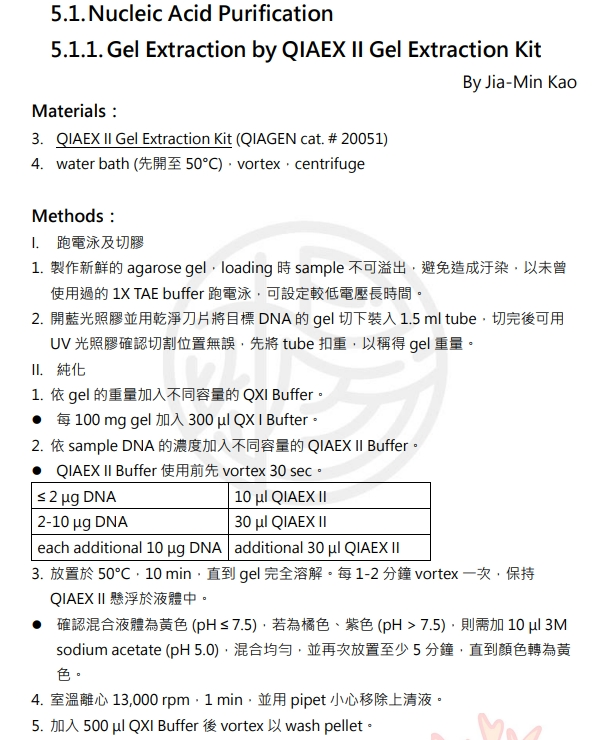 5.1. Nucleic Acid Purification
5.1.1. Gel Extraction by QIAEX II Gel Extraction Kit
By Jia-Min Kao
Materials：
3. QIAEX II Gel Extraction Kit (QIAGEN cat. # 20051)
4. water bath (先開至 50°C)，vortex，centrifuge
Methods：
I. 跑電泳及切膠
1. 製作新鮮的 agarose gel，loading 時 sample 不可溢出，避免造成汙染，以未曾
使用過的 1X TAE buffer 跑電泳，可設定較低電壓長時間。
2. 開藍光照膠並用乾淨刀片將目標 DNA 的 gel 切下裝入 1.5 ml tube，切完後可用
UV 光照膠確認切割位置無誤，先將 tube 扣重，以稱得 gel 重量。
II. 純化
1. 依 gel 的重量加入不同容量的 QXI Buffer。
● 每 100 mg gel 加入 300 µl QX I Bufter。
2. 依 sample DNA 的濃度加入不同容量的 QIAEX II Buffer。
● QIAEX II Buffer 使用前先 vortex 30 sec。
≤ 2 µg DNA 10 µl QIAEX II
2-10 µg DNA 30 µl QIAEX II
each additional 10 µg DNA additional 30 µl QIAEX II
3. 放置於 50°C，10 min，直到 gel 完全溶解。每 1-2 分鐘 vortex 一次，保持
QIAEX II 懸浮於液體中。
● 確認混合液體為黃色 (pH ≤ 7.5)，若為橘色、紫色 (pH > 7.5)，則需加 10 µl 3M
sodium acetate (pH 5.0)，混合均勻，並再次放置至少 5 分鐘，直到顏色轉為黃
色。
4. 室溫離心 13,000 rpm，1 min，並用 pipet 小心移除上清液。
5. 加入 500 µl QXI Buffer 後 vortex 以 wash pellet。